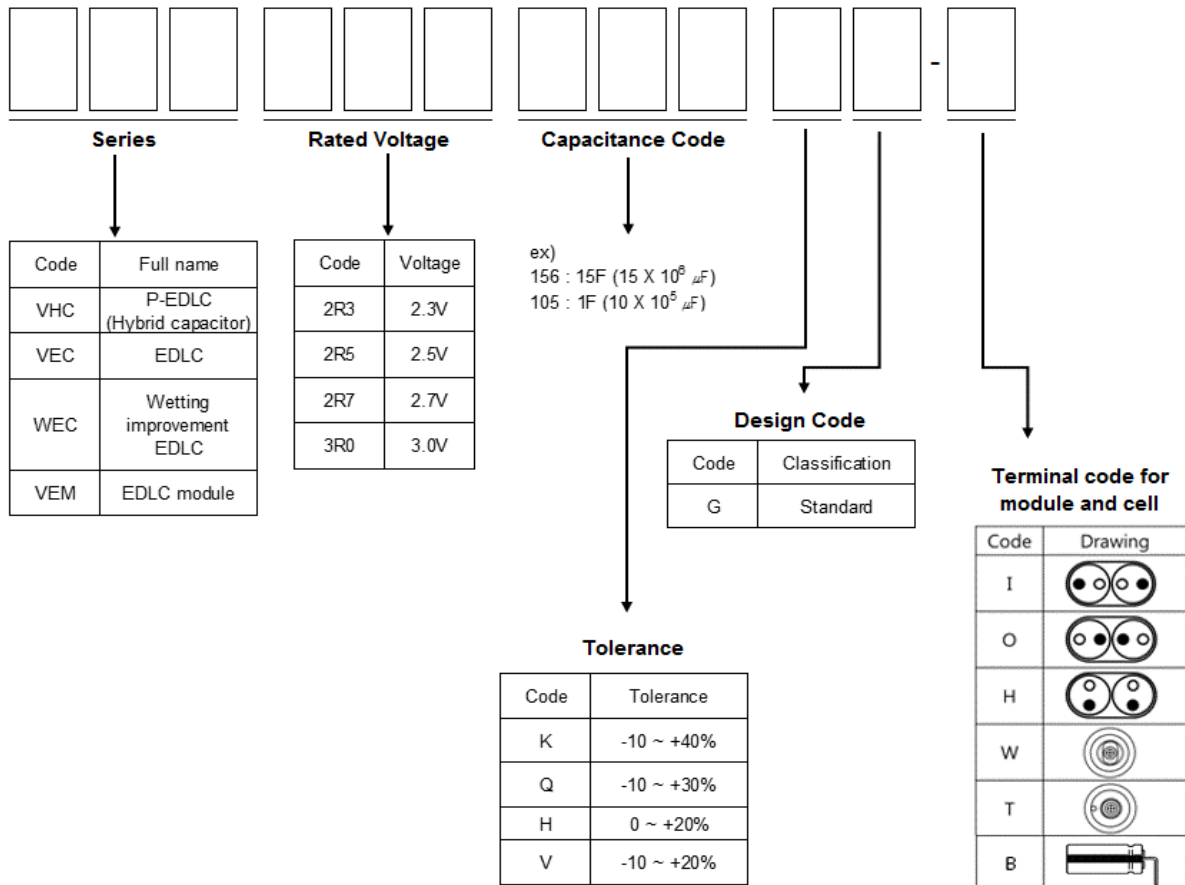 -
Series
Rated Voltage
Capacitance Code
Code Full name
VHC P-EDLC
(Hybrid capacitor)
VEC EDLC
WEC Wetting
improvement
EDLC
VEM EDLC module
Code Voltage
2R3 2.3V
2R5 2.5V
2R7 2.7V
3R0 3.0V
ex)
156 : 15F (15 X 10⁶ ㎌)
105 : 1F (10 X 10⁵ ㎌)
Design Code
Code Classification
G Standard
Tolerance
Code Tolerance
K -10 ~ +40%
Q -10 ~ +30%
H 0 ~ +20%
V -10 ~ +20%
Terminal code for
module and cell
Code Drawing
I
O
H
W
T
B